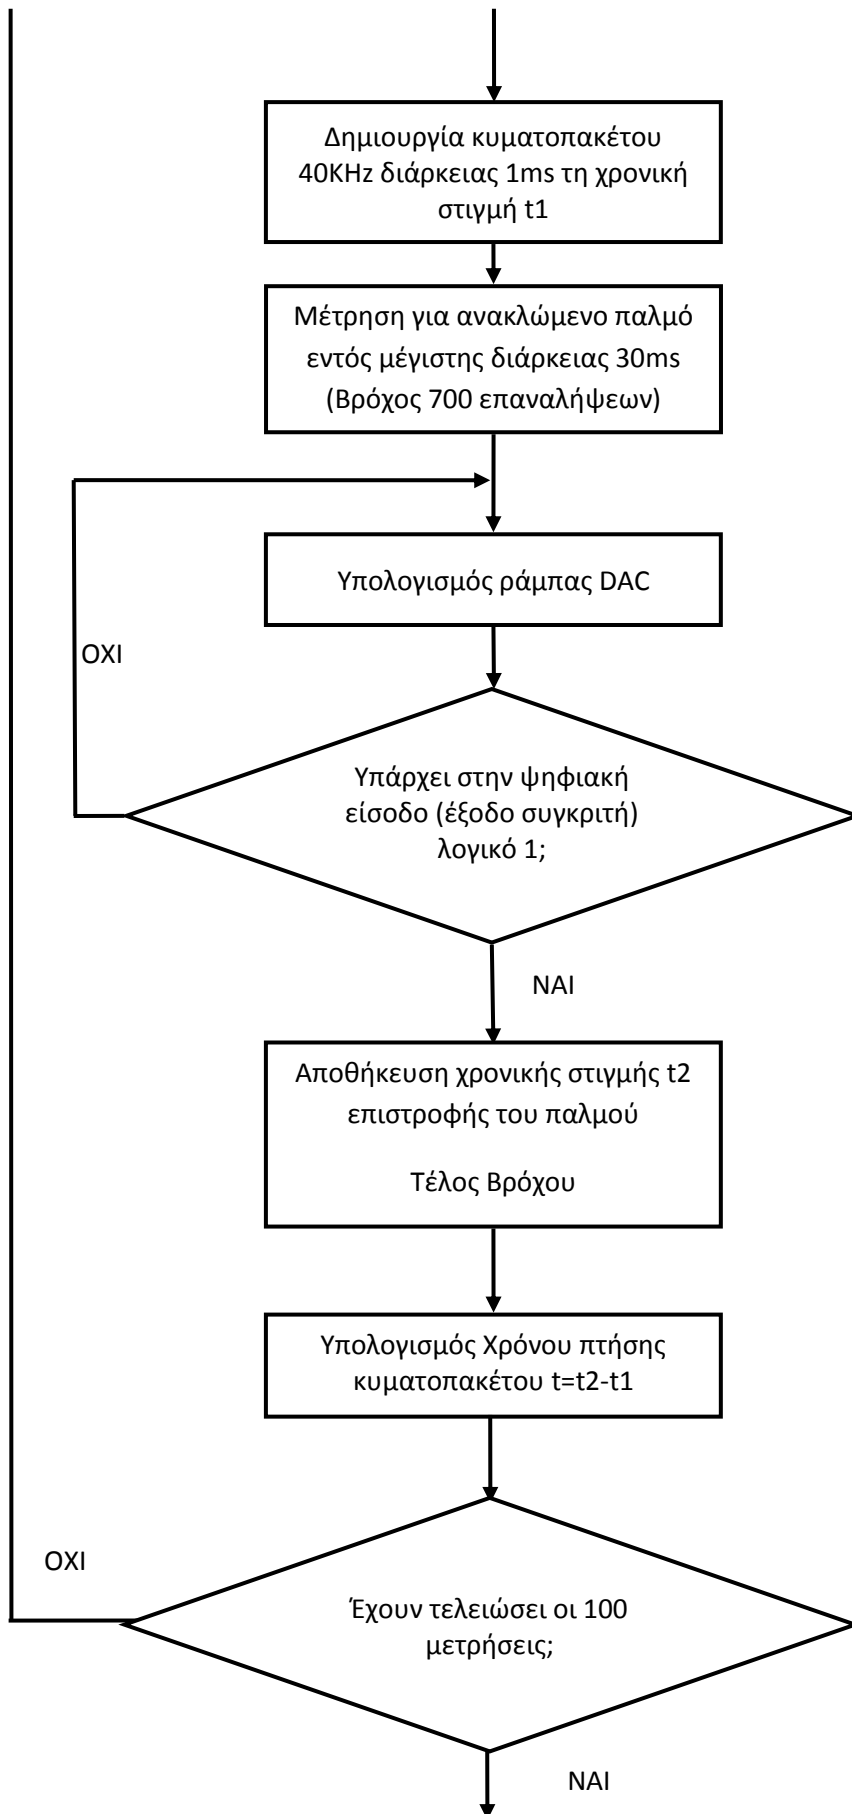 Δημιουργία κυματοπακέτου
40KHz διάρκειας 1ms τη χρονική
στιγμή t1
Μέτρηση για ανακλώμενο παλμό
εντός μέγιστης διάρκειας 30ms
(Βρόχος 700 επαναλήψεων)
Υπολογισμός ράμπας DAC
ΟΧΙ
Υπάρχει στην ψηφιακή
είσοδο (έξοδο συγκριτή)
λογικό 1;
ΝΑΙ
Αποθήκευση χρονικής στιγμής t2
επιστροφής του παλμού
Τέλος Βρόχου
Υπολογισμός Χρόνου πτήσης
κυματοπακέτου t=t2-t1
ΟΧΙ
Έχουν τελειώσει οι 100
μετρήσεις;
ΝΑΙ